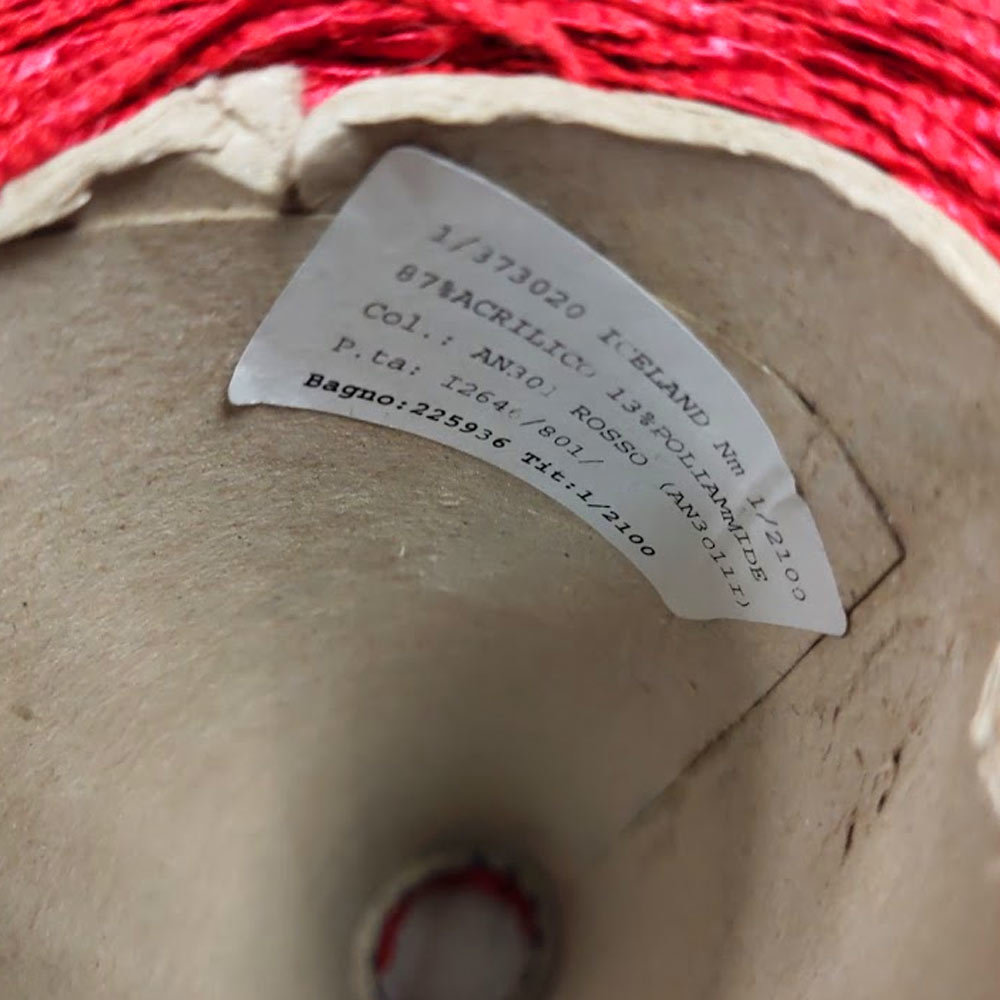 1/373020 ICELAND Nm 1/2100
87%ACRILICO 13%POLIAMMIDE
Col.: AN301 ROSSO (AN3011I)
P.ta: I2646/801/
Bagno:225936 Tit:1/2100